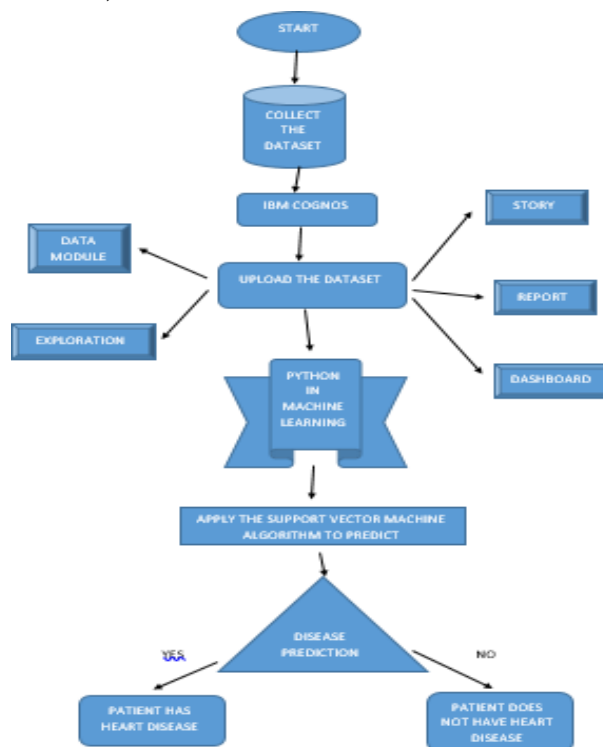 START
COLLECT
THE
DATASET
IBM COGNOS
STORY
DATA
MODULE
UPLOAD THE DATASET
REPORT
EXPLORATION
DASHBOARD
PYTHON
IN
MACHINE
LEARNING
APPLY THE SUPPORT VECTOR MACHINE
ALGORITHM TO PREDICT
DISEASE
PREDICTION
YES
NO
PATIENT HAS
HEART DISEASE
PATIENT DOES
NOT HAVE HEART
DISEASE